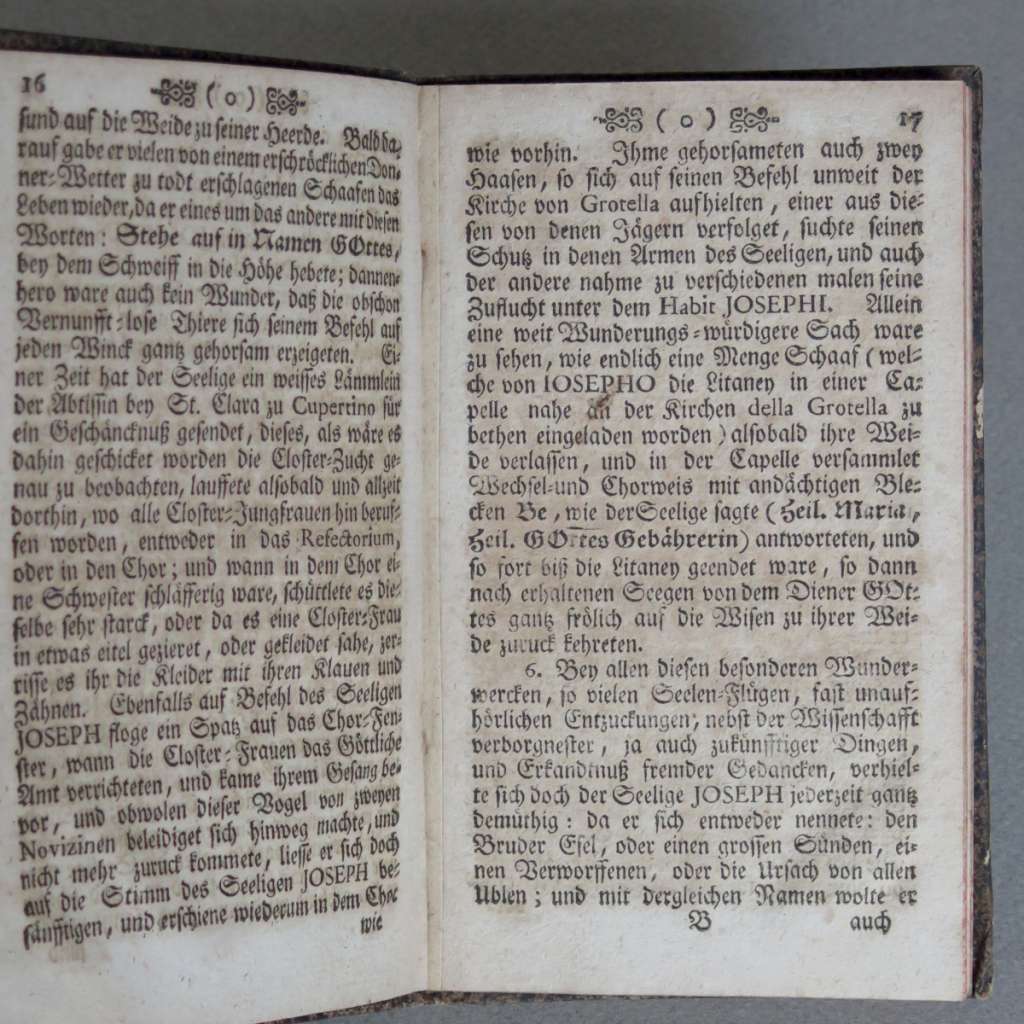 16
( o )
sund auf die Weide zu seiner Heerde. Bald da-
rauf gabe er vielen von einem erschröcklichen Don-
ner-Wetter zu todt erschlagenen Schaafen das
Leben wieder, da er eines um das andere mit diesen
Worten: Stehe auf in Namen GOttes,
bey dem Schweiff in die Höhe hebete; dannen-
hero ware auch kein Wunder, daß die obschon
Vernunfft-lose Thiere sich seinem Befehl auf
jeden Winck gantz gehorsam erzeigeten. Ei-
ner Zeit hat der Seelige ein weisses Lämmlein
der Abtissin bey St. Clara zu Cupertino für
ein Geschäncknuß gesendet, dieses, als wäre es
dahin geschicket worden die Closter-Zucht ge-
nau zu beobachten, lauffete alsobald und allzeit
dorthin, wo alle Closter-Jungfrauen hin beruf-
fen worden, entweder in das Refectorium,
oder in den Chor; und wann in dem Chor ei-
ne Schwester schläfferig ware, schüttlete es die-
selbe sehr starck, oder da es eine Closter-Frau
in etwas eitel gezieret, oder gekleidet sahe, zer-
risse es ihr die Kleider mit ihren Klauen und
Zähnen. Ebenfalls auf Befehl des Seeligen
JOSEPH floge ein Spatz auf das Chor-Fen-
ster, wann die Closter-Frauen das Göttliche
Amt verrichteten, und kame ihrem Gesang be-
vor, und obwolen dieser Vogel von zweyen
Novizinen beleidiget sich hinweg machte, und
nicht mehr zuruck kommete, liesse er sich doch
auf die Stimm des Seeligen JOSEPH be-
säufftigen, und erschiene wiederum in dem Chor
wie
( o )
17
wie vorhin. Ihme gehorsameten auch zwey
Haasen, so sich auf seinen Befehl unweit der
Kirche von Grotella aufhielten, einer aus die-
sen von denen Jägern verfolget, suchte seinen
Schutz in denen Armen des Seeligen, und auch
der andere nahme zu verschiedenen malen seine
Zuflucht unter dem Habit JOSEPHI. Allein
eine weit Wunderungs-würdigere Sach ware
zu sehen, wie endlich eine Menge Schaaf (wel-
che von IOSEPHO die Litaney in einer Ca-
pelle nahe an der Kirchen della Grotella zu
bethen eingeladen worden) alsobald ihre Wei-
de verlassen, und in der Capelle versammlet
Wechsel-und Chorweis mit andächtigen Ble-
cken Be, wie der Seelige sagte (Heil. Maria,
Heil. GOttes Gebährerin) antworteten, und
so fort biß die Litaney geendet ware, so dann
nach erhaltenen Seegen von dem Diener GOt-
tes gantz frölich auf die Wisen zu ihrer Wei-
de zuruck kehreten.
6. Bey allen diesen besonderen Wunder-
wercken, so vielen Seelen-Flügen, fast unauf-
hörlichen Entzuckungen, nebst der Wissenschafft
verborgnester, ja auch zukünfftiger Dingen,
und Erkandtnuß fremder Gedancken, verhiel-
te sich doch der Seelige JOSEPH jederzeit gantz
demüthig: da er sich entweder nennete: den
Bruder Esel, oder einen grossen Sünden, ei-
nen Verworffenen, oder die Ursach von allen
Ublen; und mit dergleichen Namen wolte er
B
auch